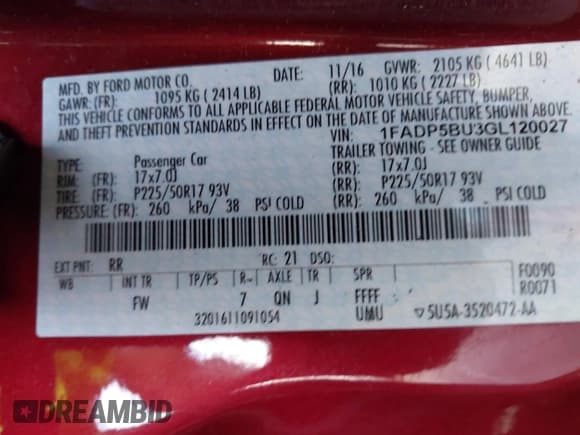 MFD. BY FORD MOTOR CO.
DATE: 11/16 GVWR: 2105 KG ( 4641 LB)
GAWR: (FR): 1095 KG ( 2414 LB) (RR): 1010 KG ( 2227 LB)
THIS VEHICLE CONFORMS TO ALL APPLICABLE FEDERAL MOTOR VEHICLE SAFETY, BUMPER,
STANDARDS IN EFFECT ON THE DATE OF MANUFACTURE SHOWN ABOVE.
VIN: 1FADP5BU3GL120027
TYPE: Passenger Car TRAILER TOWING - SEE OWNER GUIDE
RIM: (FR): 17x7.0J (RR): 17x7.0J
TIRE: (FR): P225/50R17 93V (RR): P225/50R17 93V
PRESSURE: (FR): 260 kPa/ 38 PSI COLD (RR): 260 kPa/ 38 PSI COLD
EXT PNT: RR RC: 21 DSO: F0090
WB INT TR TP/PS R AXLE TR SPR R0071
FW 7 QN J FFFF
3201611091054 UMU ▽5U5A-3520472-AA
DREAMBID